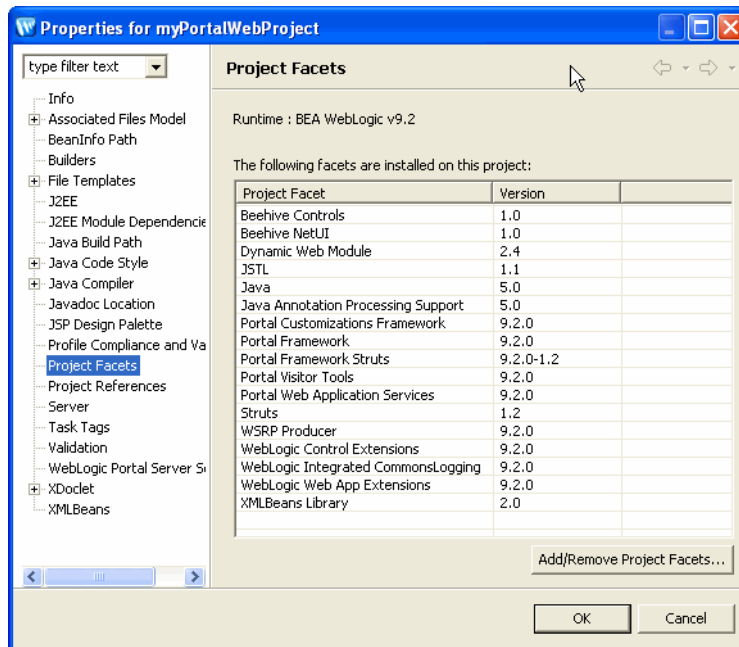 Properties for myPortalWebProject
type filter text
Info
Associated Files Model
BeanInfo Path
Builders
File Templates
J2EE
J2EE Module Dependencie
Java Build Path
Java Code Style
Java Compiler
Javadoc Location
JSP Design Palette
Profile Compliance and Va
Project Facets
Project References
Server
Task Tags
Validation
WebLogic Portal Server S
XDoclet
XMLBeans
Project Facets
Runtime : BEA WebLogic v9.2
The following facets are installed on this project:
Project Facet Version
Beehive Controls 1.0
Beehive NetUI 1.0
Dynamic Web Module 2.4
JSTL 1.1
Java 5.0
Java Annotation Processing Support 5.0
Portal Customizations Framework 9.2.0
Portal Framework 9.2.0
Portal Framework Struts 9.2.0-1.2
Portal Visitor Tools 9.2.0
Portal Web Application Services 9.2.0
Struts 1.2
WSRP Producer 9.2.0
WebLogic Control Extensions 9.2.0
WebLogic Integrated CommonsLogging 9.2.0
WebLogic Web App Extensions 9.2.0
XMLBeans Library 2.0
Add/Remove Project Facets...
OK Cancel